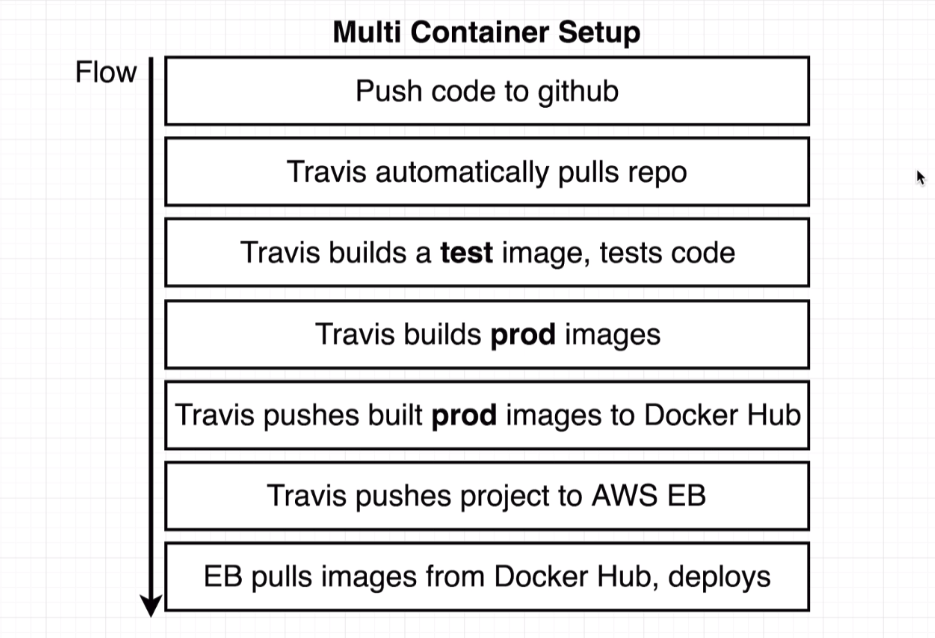 Multi Container Setup
Flow
Push code to github
Travis automatically pulls repo
Travis builds a test image, tests code
Travis builds prod images
Travis pushes built prod images to Docker Hub
Travis pushes project to AWS EB
EB pulls images from Docker Hub, deploys